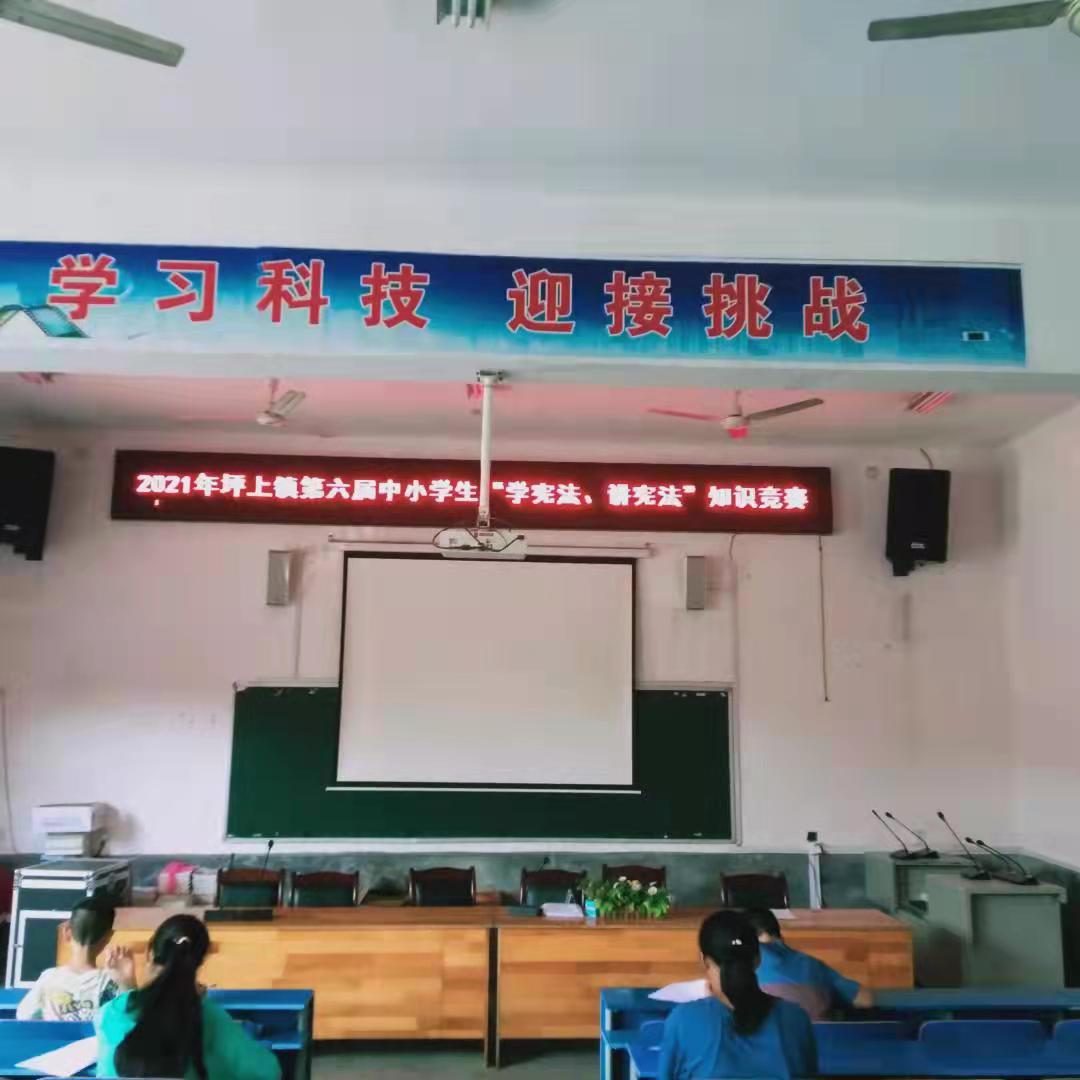 学习科技 迎接挑战
2021年坪上镇第六届中小学生“学宪法、讲宪法”知识竞赛